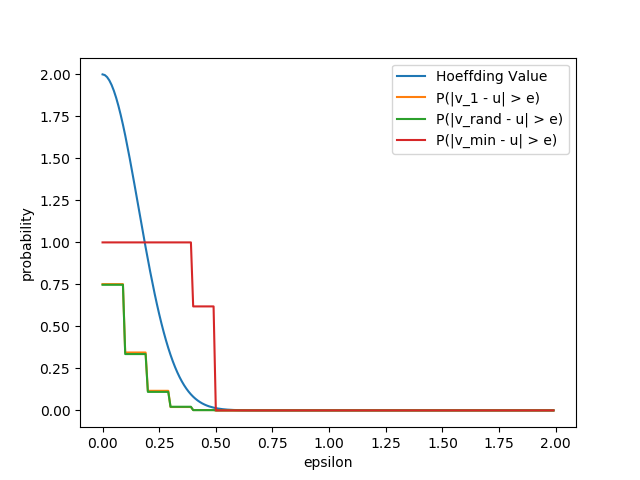 Hoeffding Value
P(|v_1 - u| > e)
P(|v_rand - u| > e)
P(|v_min - u| > e)
probability
2.00
1.75
1.50
1.25
1.00
0.75
0.50
0.25
0.00
0.00 0.25 0.50 0.75 1.00 1.25 1.50 1.75 2.00
epsilon